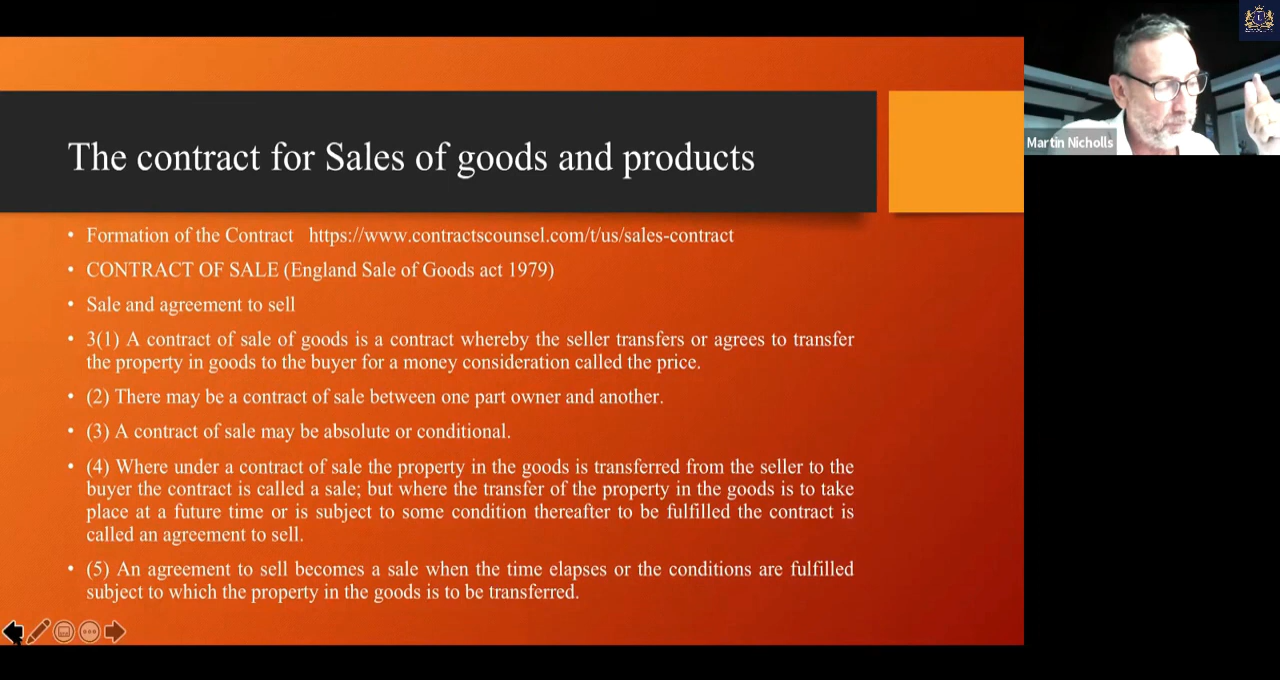 The contract for Sales of goods and products
• Formation of the Contract https://www.contractscounsel.com/t/us/sales-contract
• CONTRACT OF SALE (England Sale of Goods act 1979)
• Sale and agreement to sell
• 3(1) A contract of sale of goods is a contract whereby the seller transfers or agrees to transfer
the property in goods to the buyer for a money consideration called the price.
• (2) There may be a contract of sale between one part owner and another.
• (3) A contract of sale may be absolute or conditional.
• (4) Where under a contract of sale the property in the goods is transferred from the seller to the
buyer the contract is called a sale; but where the transfer of the property in the goods is to take
place at a future time or is subject to some condition thereafter to be fulfilled the contract is
called an agreement to sell.
• (5) An agreement to sell becomes a sale when the time elapses or the conditions are fulfilled
subject to which the property in the goods is to be transferred.
Martin Nicholls